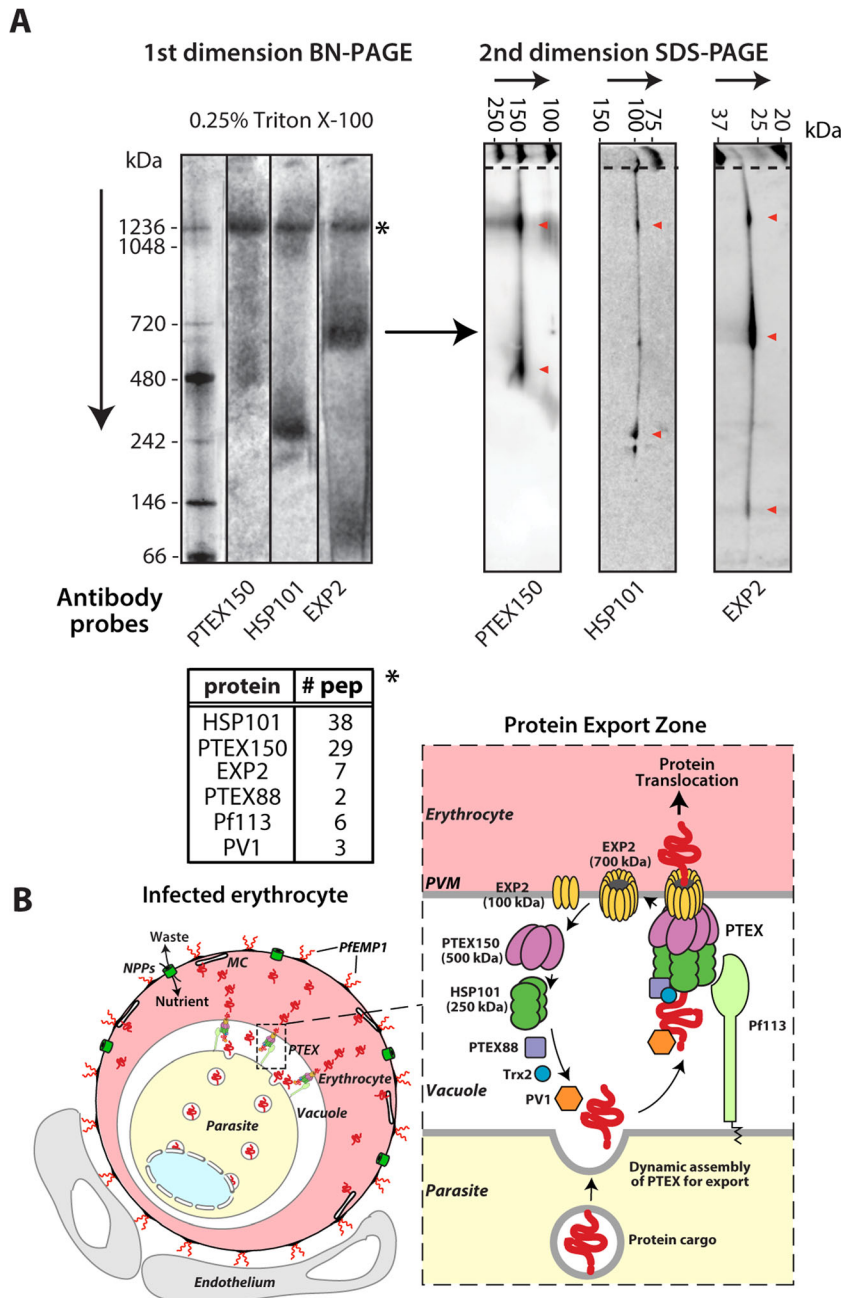 A
1st dimension BN-PAGE
2nd dimension SDS-PAGE
0.25% Triton X-100
kDa
250
150
100
150
100
75
37
25
20
kDa
1236
*
1048
720
480
242
146
66
Antibody
probes
PTEX150
HSP101
EXP2
PTEX150
HSP101
EXP2
protein # pep
*
HSP101 38
PTEX150 29
EXP2 7
PTEX88 2
Pf113 6
PV1 3
B
Infected erythrocyte
Waste
NPPs
Nutrient
MC
PfEMP1
PTEX
Erythrocyte
Vacuole
Parasite
Endothelium
Protein Export Zone
Protein
Translocation
Erythrocyte
EXP2
(700 kDa)
PVM
EXP2
(100 kDa)
PTEX
PTEX150
(500 kDa)
HSP101
(250 kDa)
Pf113
PTEX88
Trx2
Vacuole
PV1
Dynamic assembly
of PTEX for export
Parasite
Protein cargo